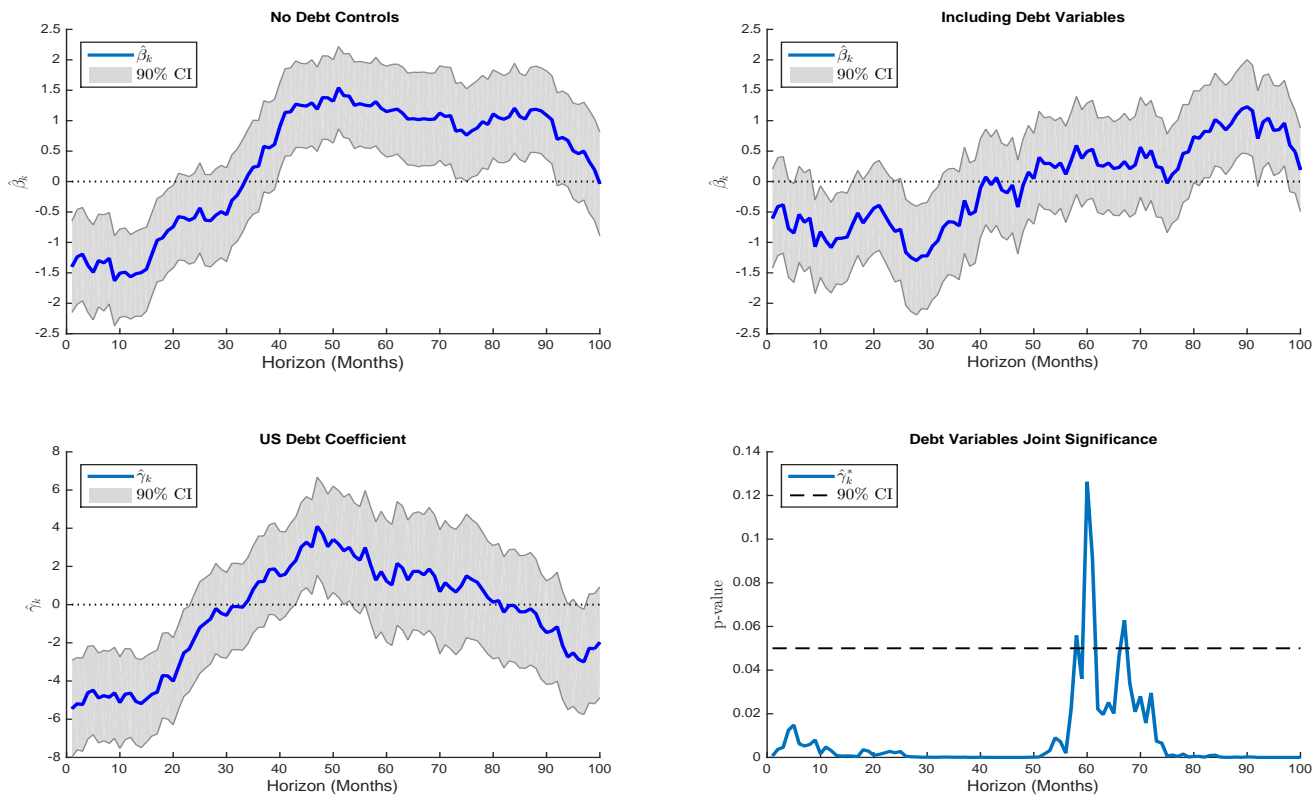 No Debt Controls
2.5
2
1.5
1
0.5
0
-0.5
-1
-1.5
-2
-2.5
β̂ₖ
β̂ₖ
90% CI
0 10 20 30 40 50 60 70 80 90 100
Horizon (Months)
Including Debt Variables
2.5
2
1.5
1
0.5
0
-0.5
-1
-1.5
-2
-2.5
β̂ₖ
β̂ₖ
90% CI
0 10 20 30 40 50 60 70 80 90 100
Horizon (Months)
US Debt Coefficient
8
6
4
2
0
-2
-4
-6
-8
γ̂ₖ
γ̂ₖ
90% CI
0 10 20 30 40 50 60 70 80 90 100
Horizon (Months)
Debt Variables Joint Significance
0.14
0.12
0.1
0.08
0.06
0.04
0.02
0
p-value
γ̂ₖ*
90% CI
0 10 20 30 40 50 60 70 80 90 100
Horizon (Months)